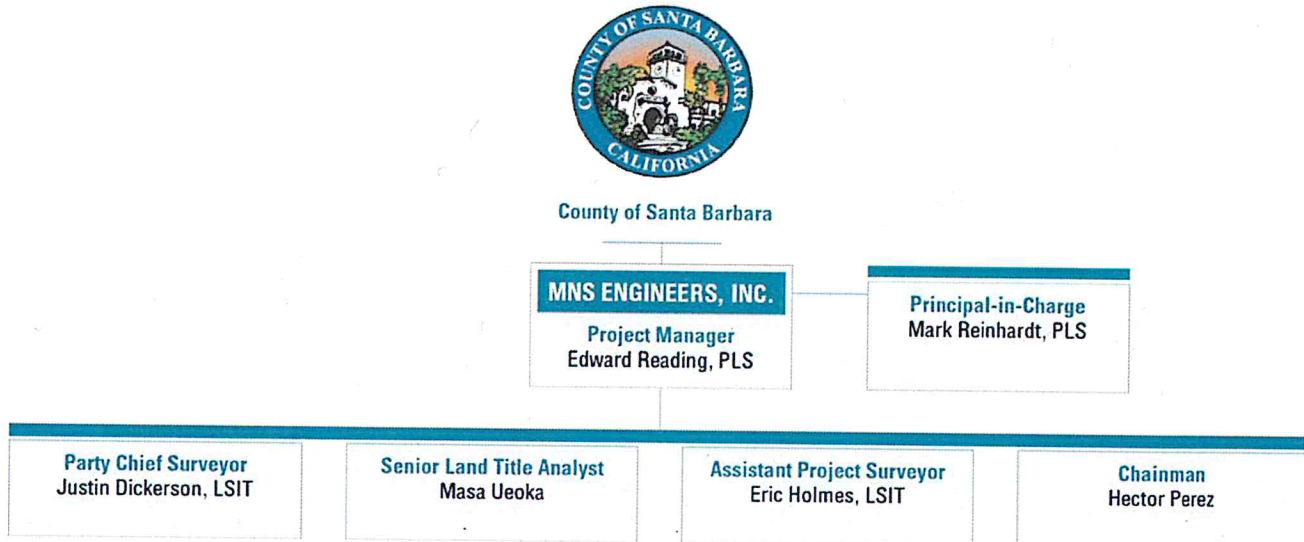 COUNTY OF SANTA BARBARA
CALIFORNIA
County of Santa Barbara
MNS ENGINEERS, INC.
Project Manager
Edward Reading, PLS
Principal-in-Charge
Mark Reinhardt, PLS
Party Chief Surveyor
Justin Dickerson, LSIT
Senior Land Title Analyst
Masa Ueoka
Assistant Project Surveyor
Eric Holmes, LSIT
Chainman
Hector Perez